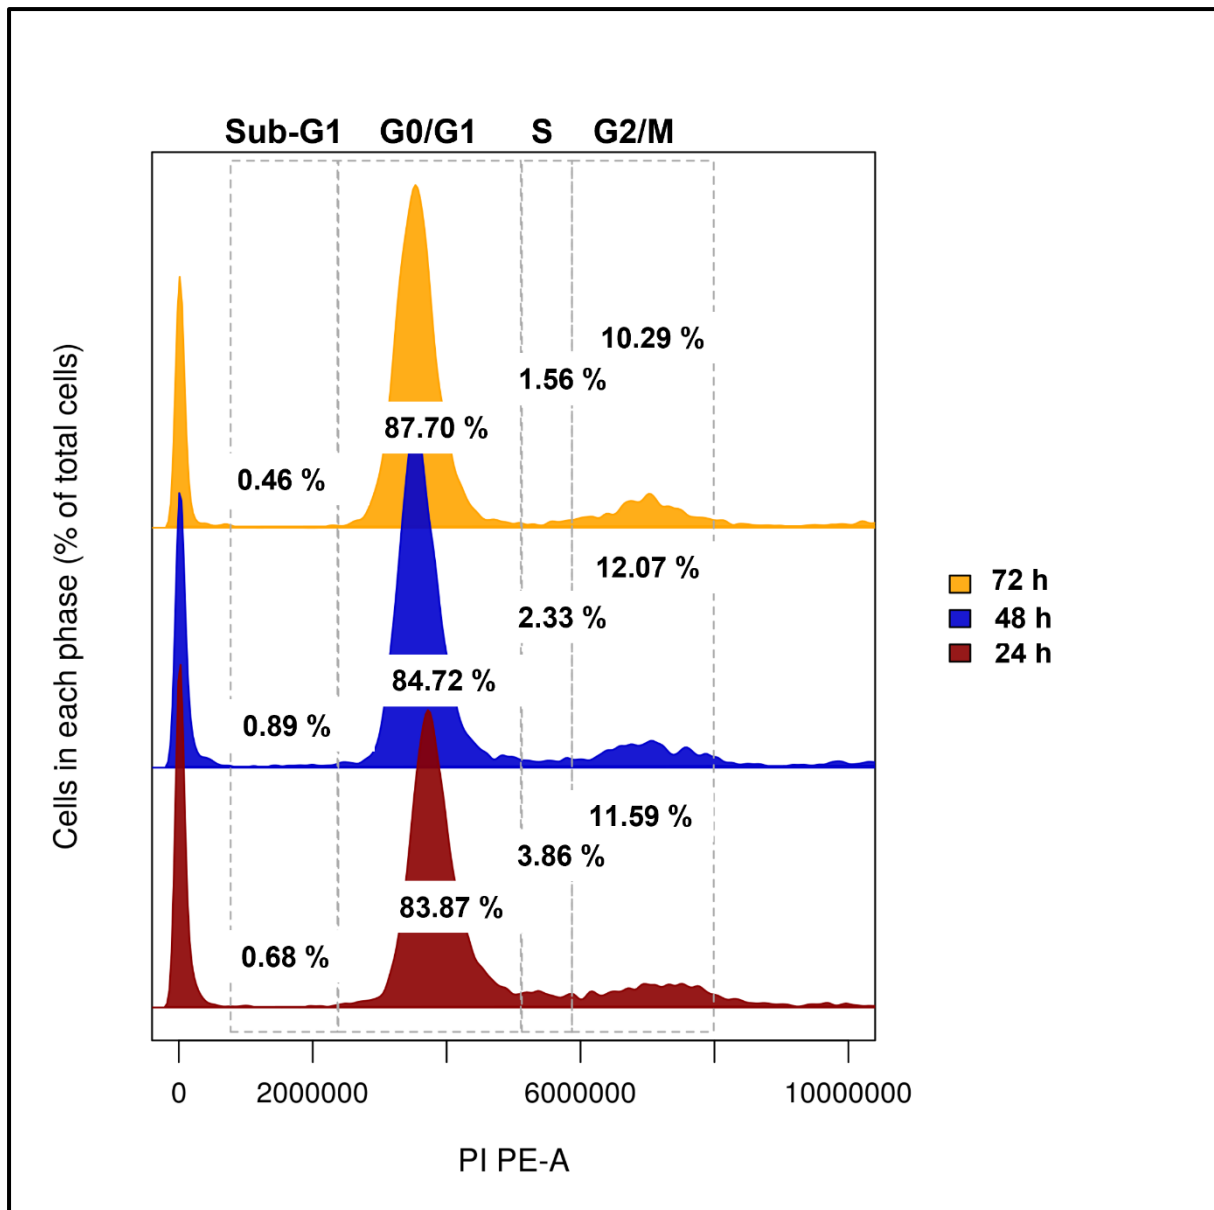 Sub-G1 G0/G1 S G2/M
10.29 %
1.56 %
87.70 %
0.46 %
12.07 %
2.33 %
84.72 %
0.89 %
11.59 %
3.86 %
83.87 %
0.68 %
Cells in each phase (% of total cells)
72 h
48 h
24 h
0 2000000 6000000 10000000
PI PE-A